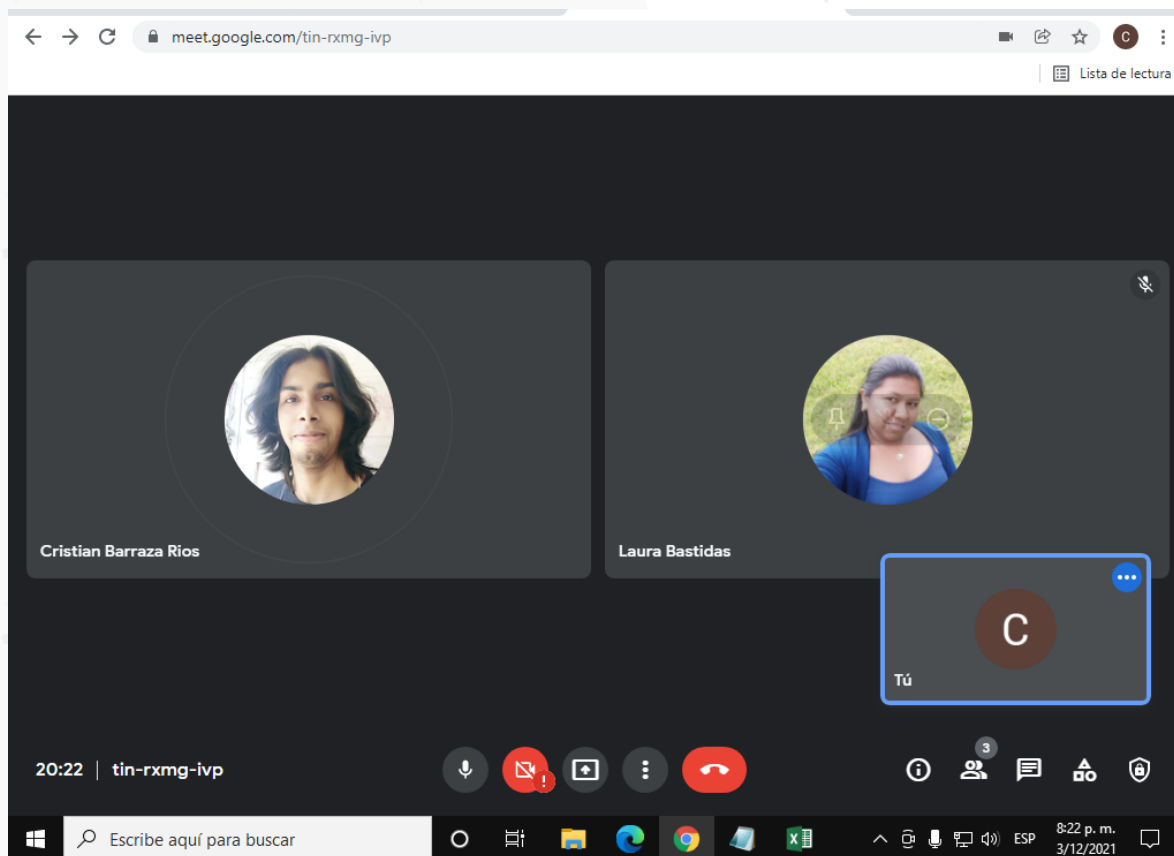 meet.google.com/tin-rxmg-ivp
C
Lista de lectura
Cristian Barraza Rios
Laura Bastidas
C
Tú
20:22 | tin-rxmg-ivp
3
Escribe aquí para buscar
ESP
8:22 p. m.
3/12/2021